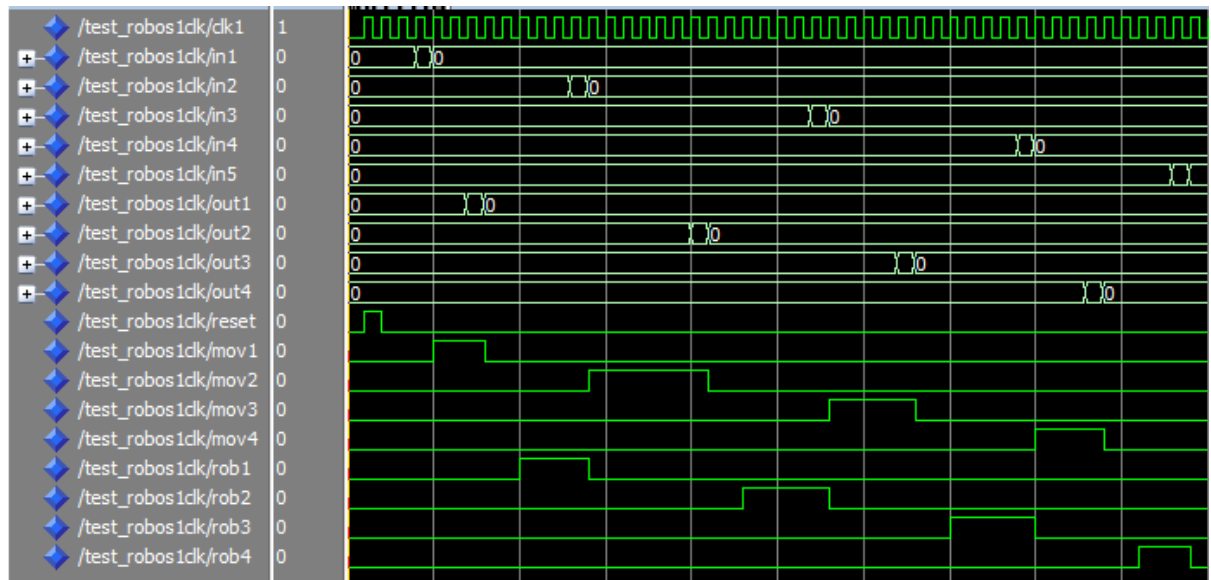 /test_robos1clk/clk1 1
/test_robos1clk/in1 0 0 0
/test_robos1clk/in2 0 0 0
/test_robos1clk/in3 0 0 0
/test_robos1clk/in4 0 0 0
/test_robos1clk/in5 0 0
/test_robos1clk/out1 0 0 0
/test_robos1clk/out2 0 0 0
/test_robos1clk/out3 0 0 0
/test_robos1clk/out4 0 0 0
/test_robos1clk/reset 0
/test_robos1clk/mov1 0
/test_robos1clk/mov2 0
/test_robos1clk/mov3 0
/test_robos1clk/mov4 0
/test_robos1clk/rob1 0
/test_robos1clk/rob2 0
/test_robos1clk/rob3 0
/test_robos1clk/rob4 0